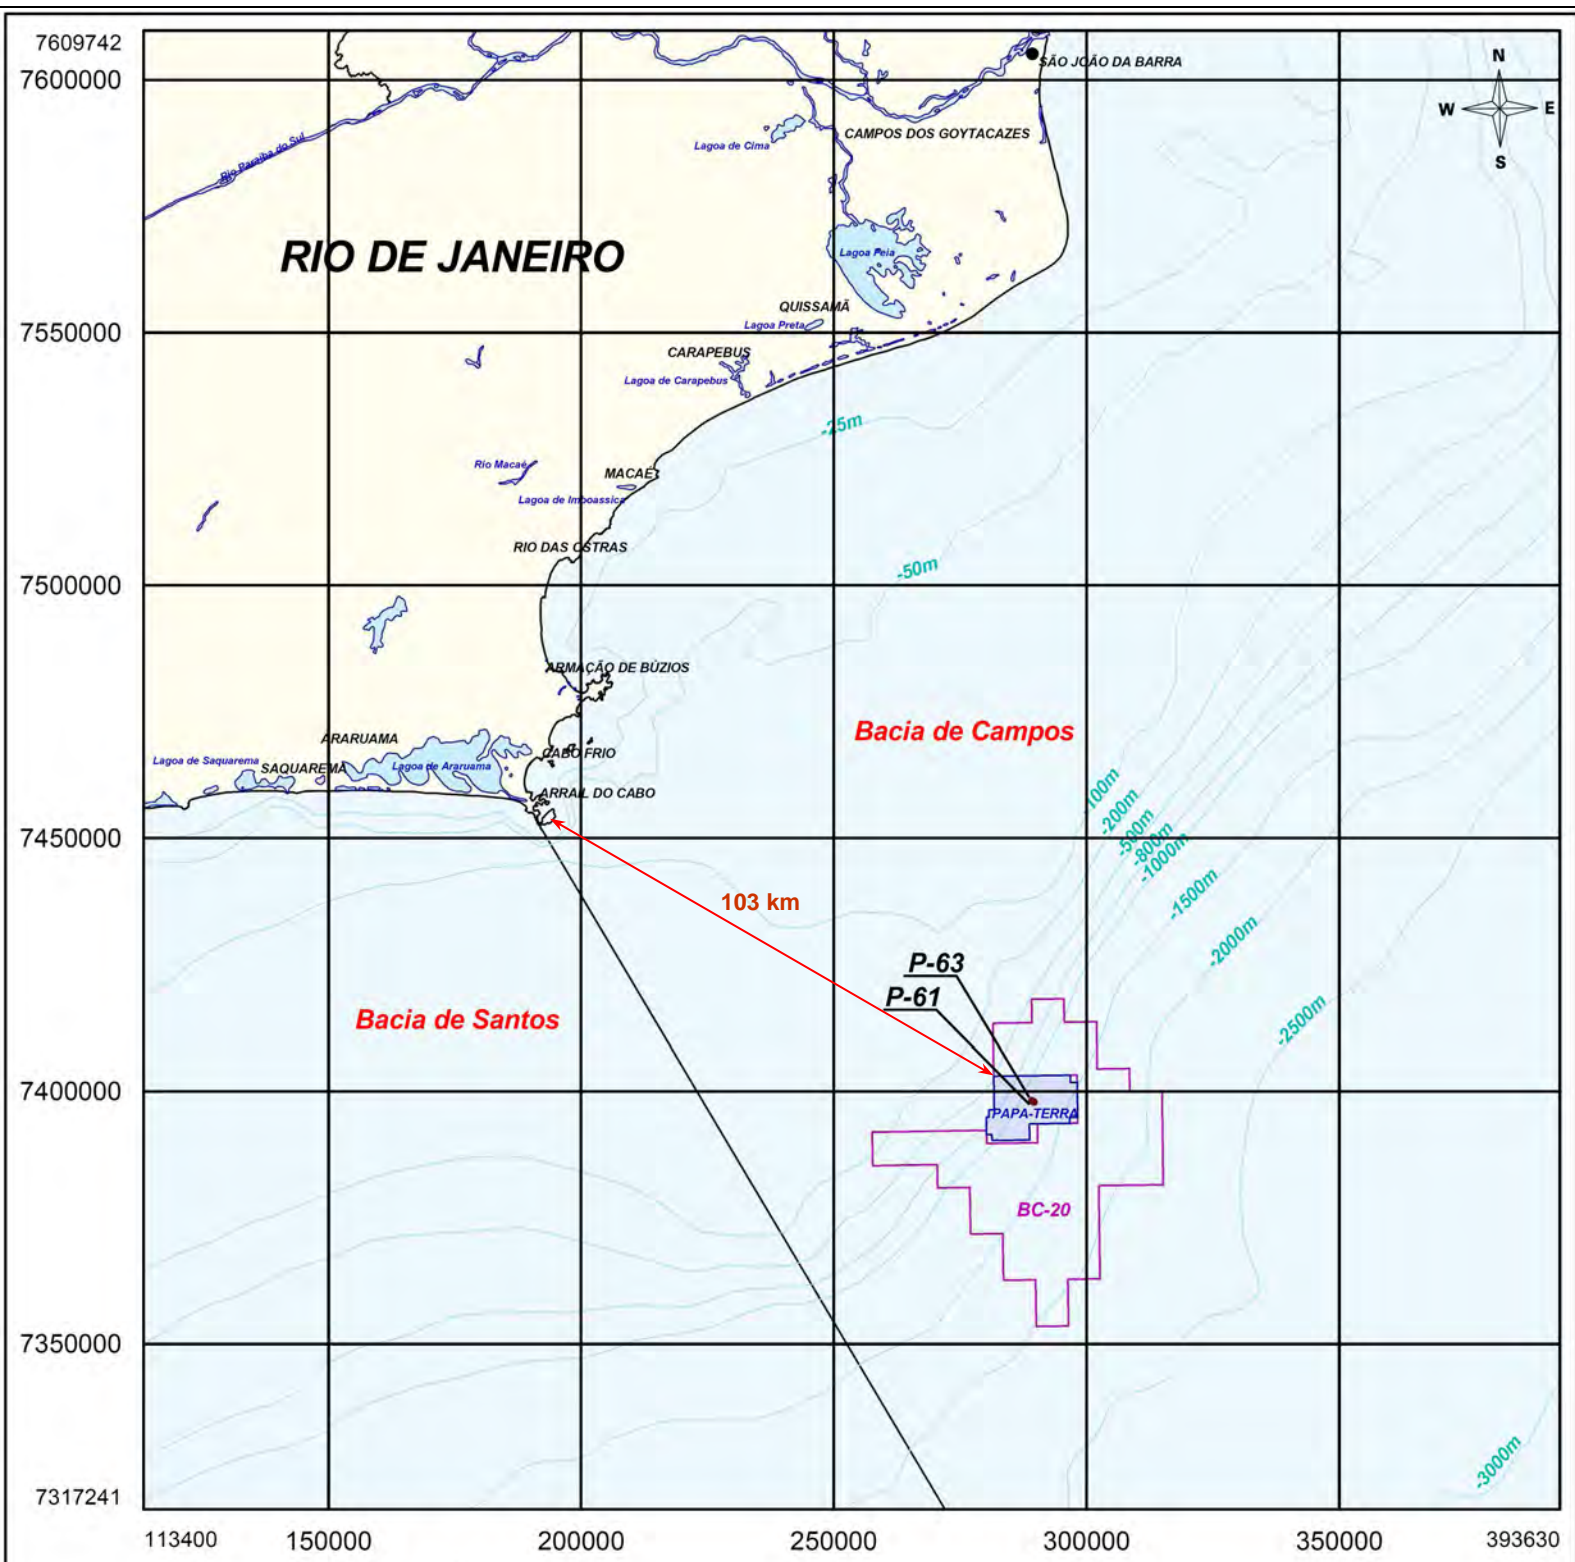 7609742
7600000
N
SÃO JOÃO DA BARRA
W
E
S
CAMPOS DOS GOYTACAZES
Lagoa de Cima
Rio Paraíba do Sul
RIO DE JANEIRO
Lagoa Feia
QUISSAMÃ
Lagoa Preta
7550000
CARAPEBUS
Lagoa de Carapebus
-25m
Rio Macaé
MACAÉ
Lagoa de Imboassica
RIO DAS OSTRAS
-50m
7500000
ARMAÇÃO DE BÚZIOS
Bacia de Campos
ARARUAMA
CABO FRIO
Lagoa de Saquarema
SAQUAREMA
Lagoa de Araruama
ARRAIL DO CABO
-100m
-200m
-500m
-800m
-1000m
7450000
-1500m
103 km
-2000m
P-63
P-61
Bacia de Santos
-2500m
7400000
PAPA-TERRA
BC-20
7350000
-3000m
7317241
113400
150000
200000
250000
300000
350000
393630